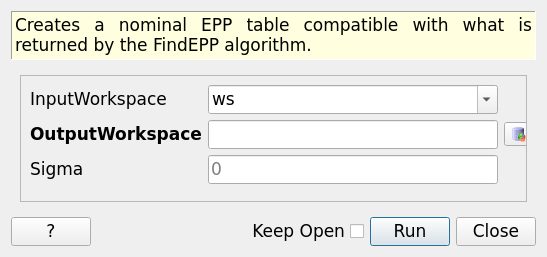 Creates a nominal EPP table compatible with what is
returned by the FindEPP algorithm.
InputWorkspace ws
OutputWorkspace
Sigma 0
? Keep Open Run Close